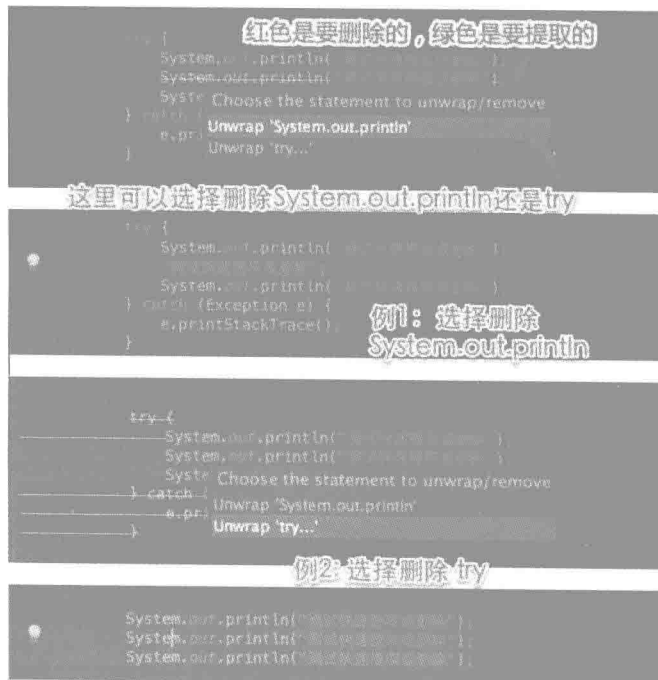 红色是要删除的，绿色是要提取的
try {
System.out.println(
System.out.println(
Syste Choose the statement to unwrap/remove
} catch (
Unwrap 'System.out.println'
e.pri
Unwrap 'try...'
}
这里可以选择删除System.out.println还是try
try {
System.out.println(
System.out.println(
} catch (Exception e) {
e.printStackTrace();
}
例1：选择删除
System.out.println
try {
System.out.println("
System.out.println("
Syste Choose the statement to unwrap/remove
} catch (
Unwrap 'System.out.println'
e.pri
Unwrap 'try...'
}
例2: 选择删除 try
System.out.println("
System.out.println("
System.out.println("